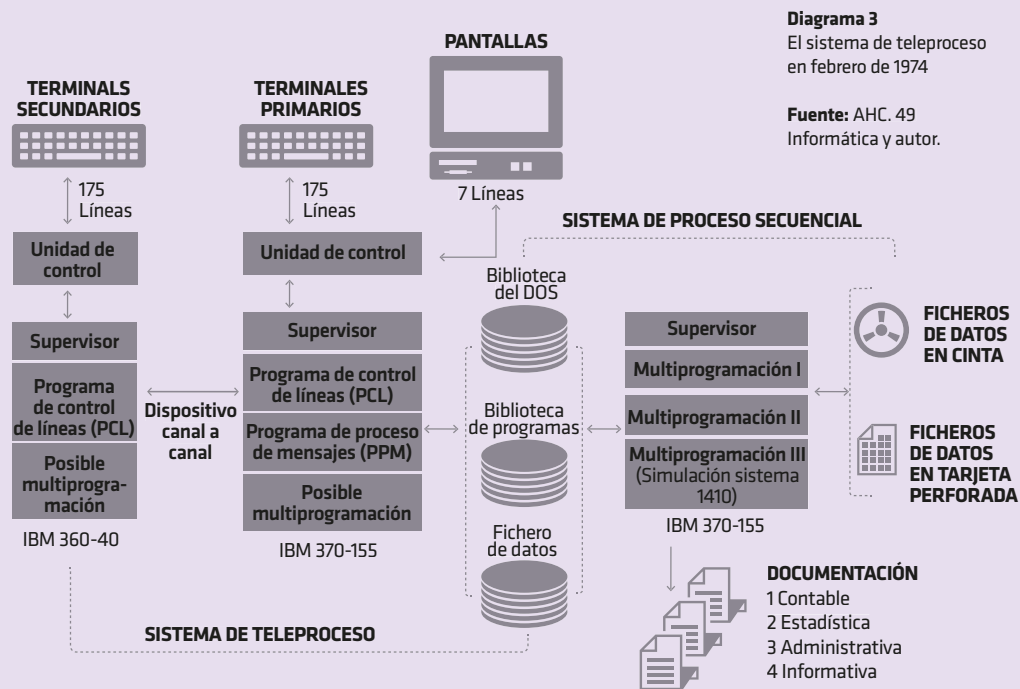 Diagrama 3
El sistema de teleproceso
en febrero de 1974
Fuente: AHC. 49
Informática y autor.
PANTALLAS
TERMINALS
SECUNDARIOS
TERMINALES
PRIMARIOS
175
Líneas
175
Líneas
7 Líneas
SISTEMA DE PROCESO SECUENCIAL
Unidad de
control
Unidad de control
Biblioteca
del DOS
Supervisor
Programa
de control
de líneas (PCL)
Posible
multiprogra-
mación
IBM 360-40
Dispositivo
canal a
canal
Supervisor
Programa de control
de líneas (PCL)
Programa de proceso
de mensajes (PPM)
Posible
multiprogramación
IBM 370-155
Biblioteca
de programas
Fichero
de datos
Supervisor
Multiprogramación I
Multiprogramación II
Multiprogramación III
(Simulación sistema
1410)
IBM 370-155
FICHEROS
DE DATOS
EN CINTA
FICHEROS
DE DATOS
EN TARJETA
PERFORADA
SISTEMA DE TELEPROCESO
DOCUMENTACIÓN
1 Contable
2 Estadística
3 Administrativa
4 Informativa